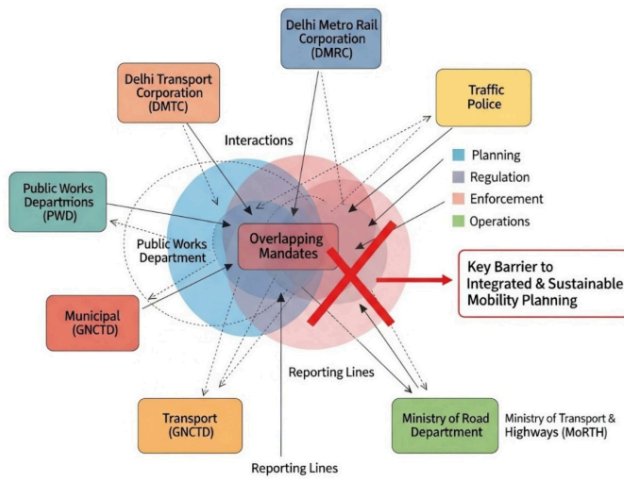 Delhi Metro Rail
Corporation
(DMRC)
Delhi Transport
Corporation
(DMTC)
Traffic
Police
Interactions
Planning
Regulation
Enforcement
Operations
Public Works
Departmnions
(PWD)
Public Works
Department
Overlapping
Mandates
Key Barrier to
Integrated & Sustainable
Mobility Planning
Municipal
(GNCTD)
Reporting Lines
Transport
(GNCTD)
Ministry of Road
Department
Ministry of Transport &
Highways (MoRTH)
Reporting Lines